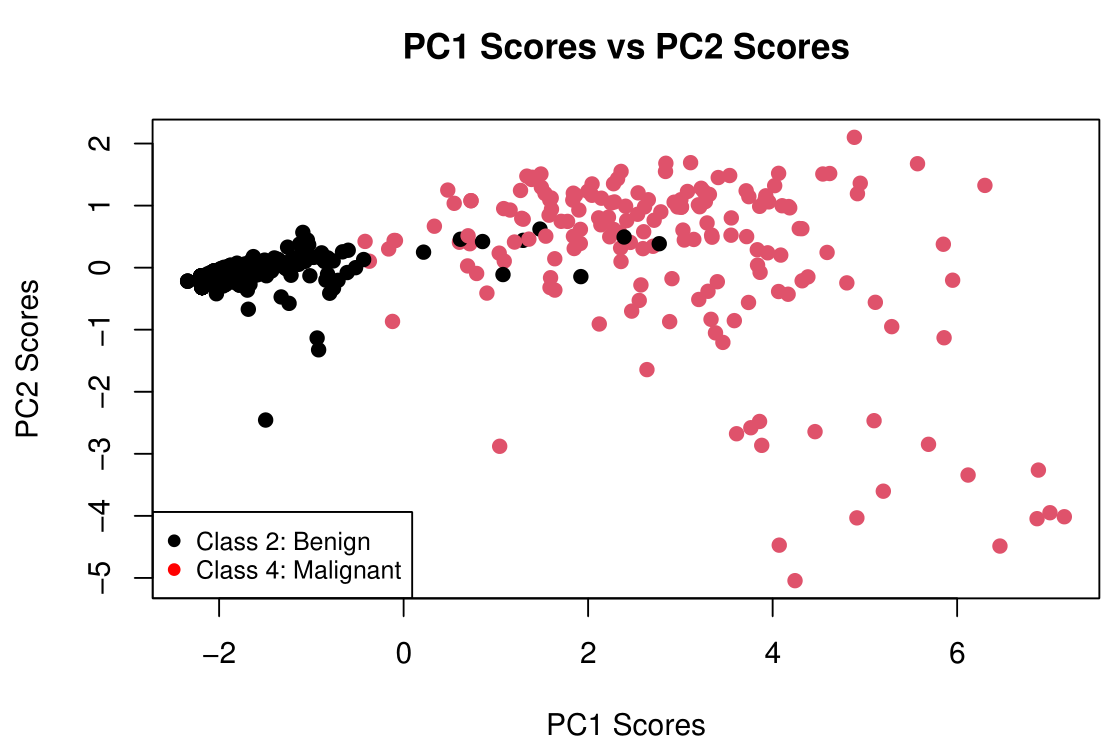 PC1 Scores vs PC2 Scores
PC2 Scores
2
1
0
−1
−2
−3
−4
−5
Class 2: Benign
Class 4: Malignant
−2 0 2 4 6
PC1 Scores